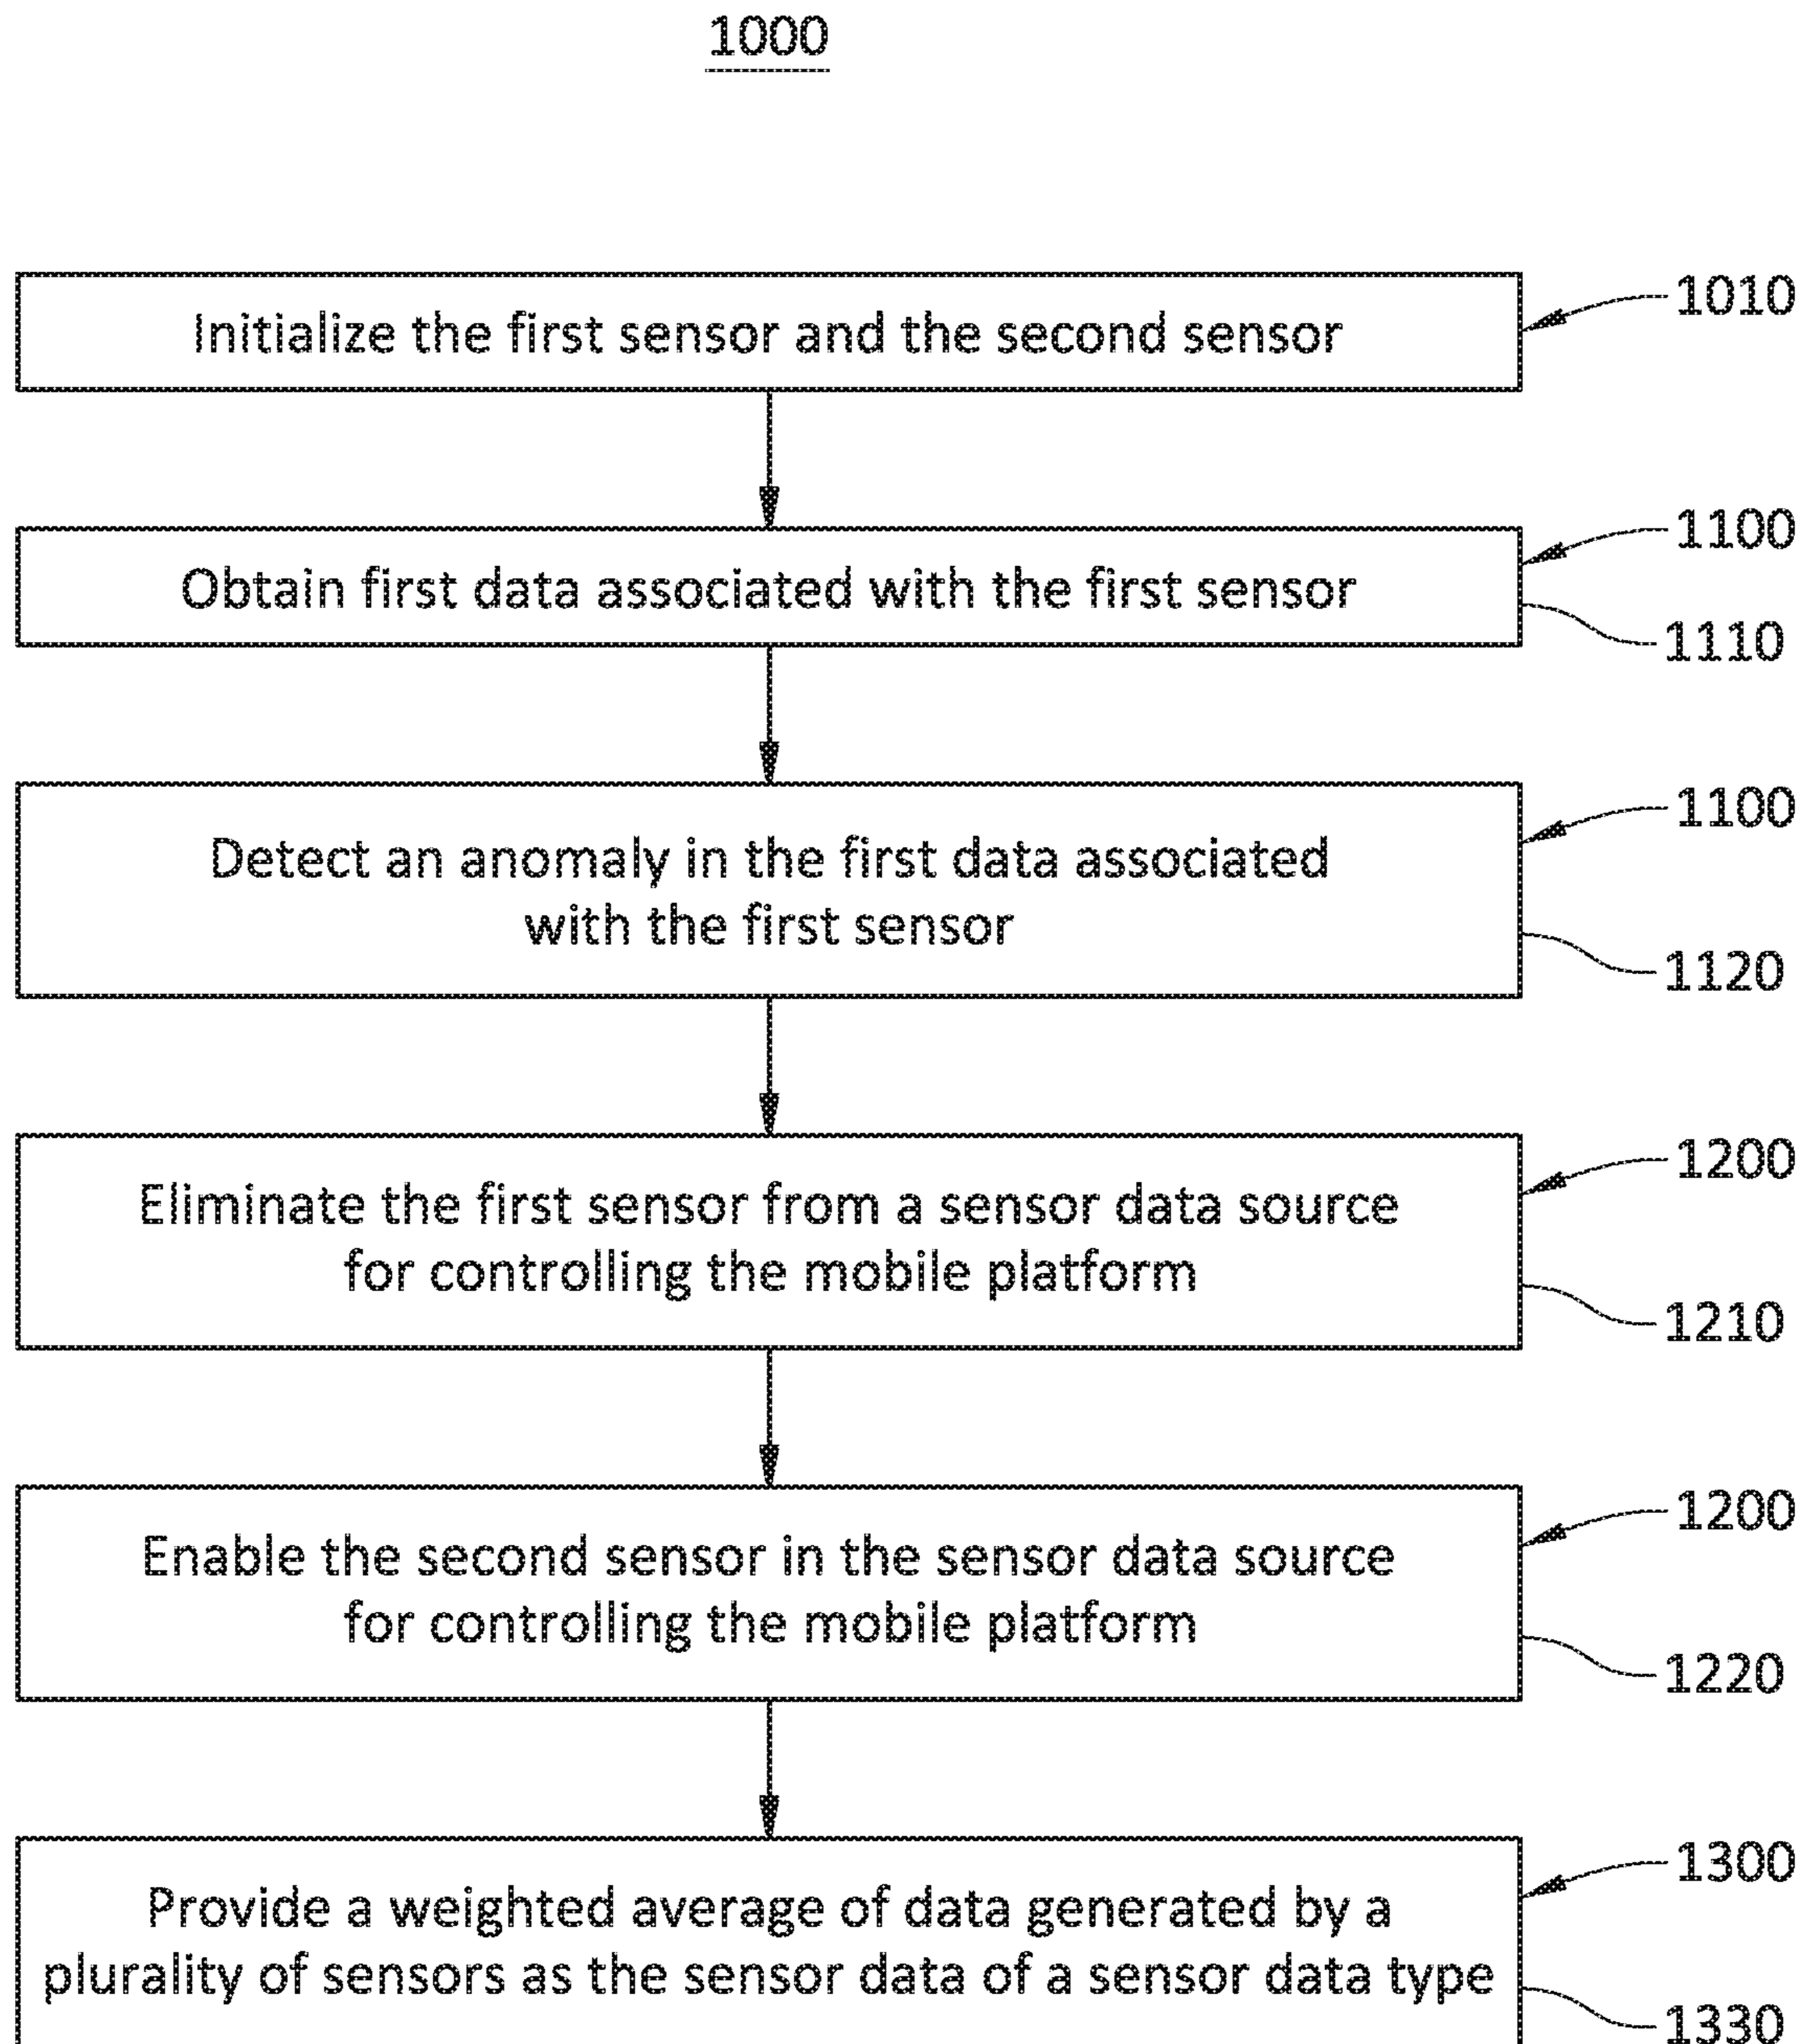 1000
Initialize the first sensor and the second sensor
1010
Obtain first data associated with the first sensor
1100
1110
Detect an anomaly in the first data associated
with the first sensor
1100
1120
Eliminate the first sensor from a sensor data source
for controlling the mobile platform
1200
1210
Enable the second sensor in the sensor data source
for controlling the mobile platform
1200
1220
Provide a weighted average of data generated by a
plurality of sensors as the sensor data of a sensor data type
1300
1330